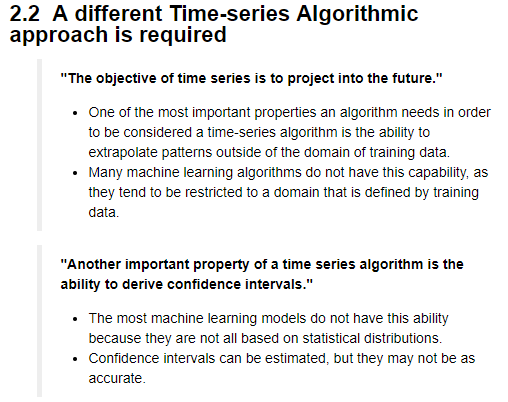 2.2 A different Time-series Algorithmic
approach is required
"The objective of time series is to project into the future."
• One of the most important properties an algorithm needs in order
to be considered a time-series algorithm is the ability to
extrapolate patterns outside of the domain of training data.
• Many machine learning algorithms do not have this capability, as
they tend to be restricted to a domain that is defined by training
data.
"Another important property of a time series algorithm is the
ability to derive confidence intervals."
• The most machine learning models do not have this ability
because they are not all based on statistical distributions.
• Confidence intervals can be estimated, but they may not be as
accurate.